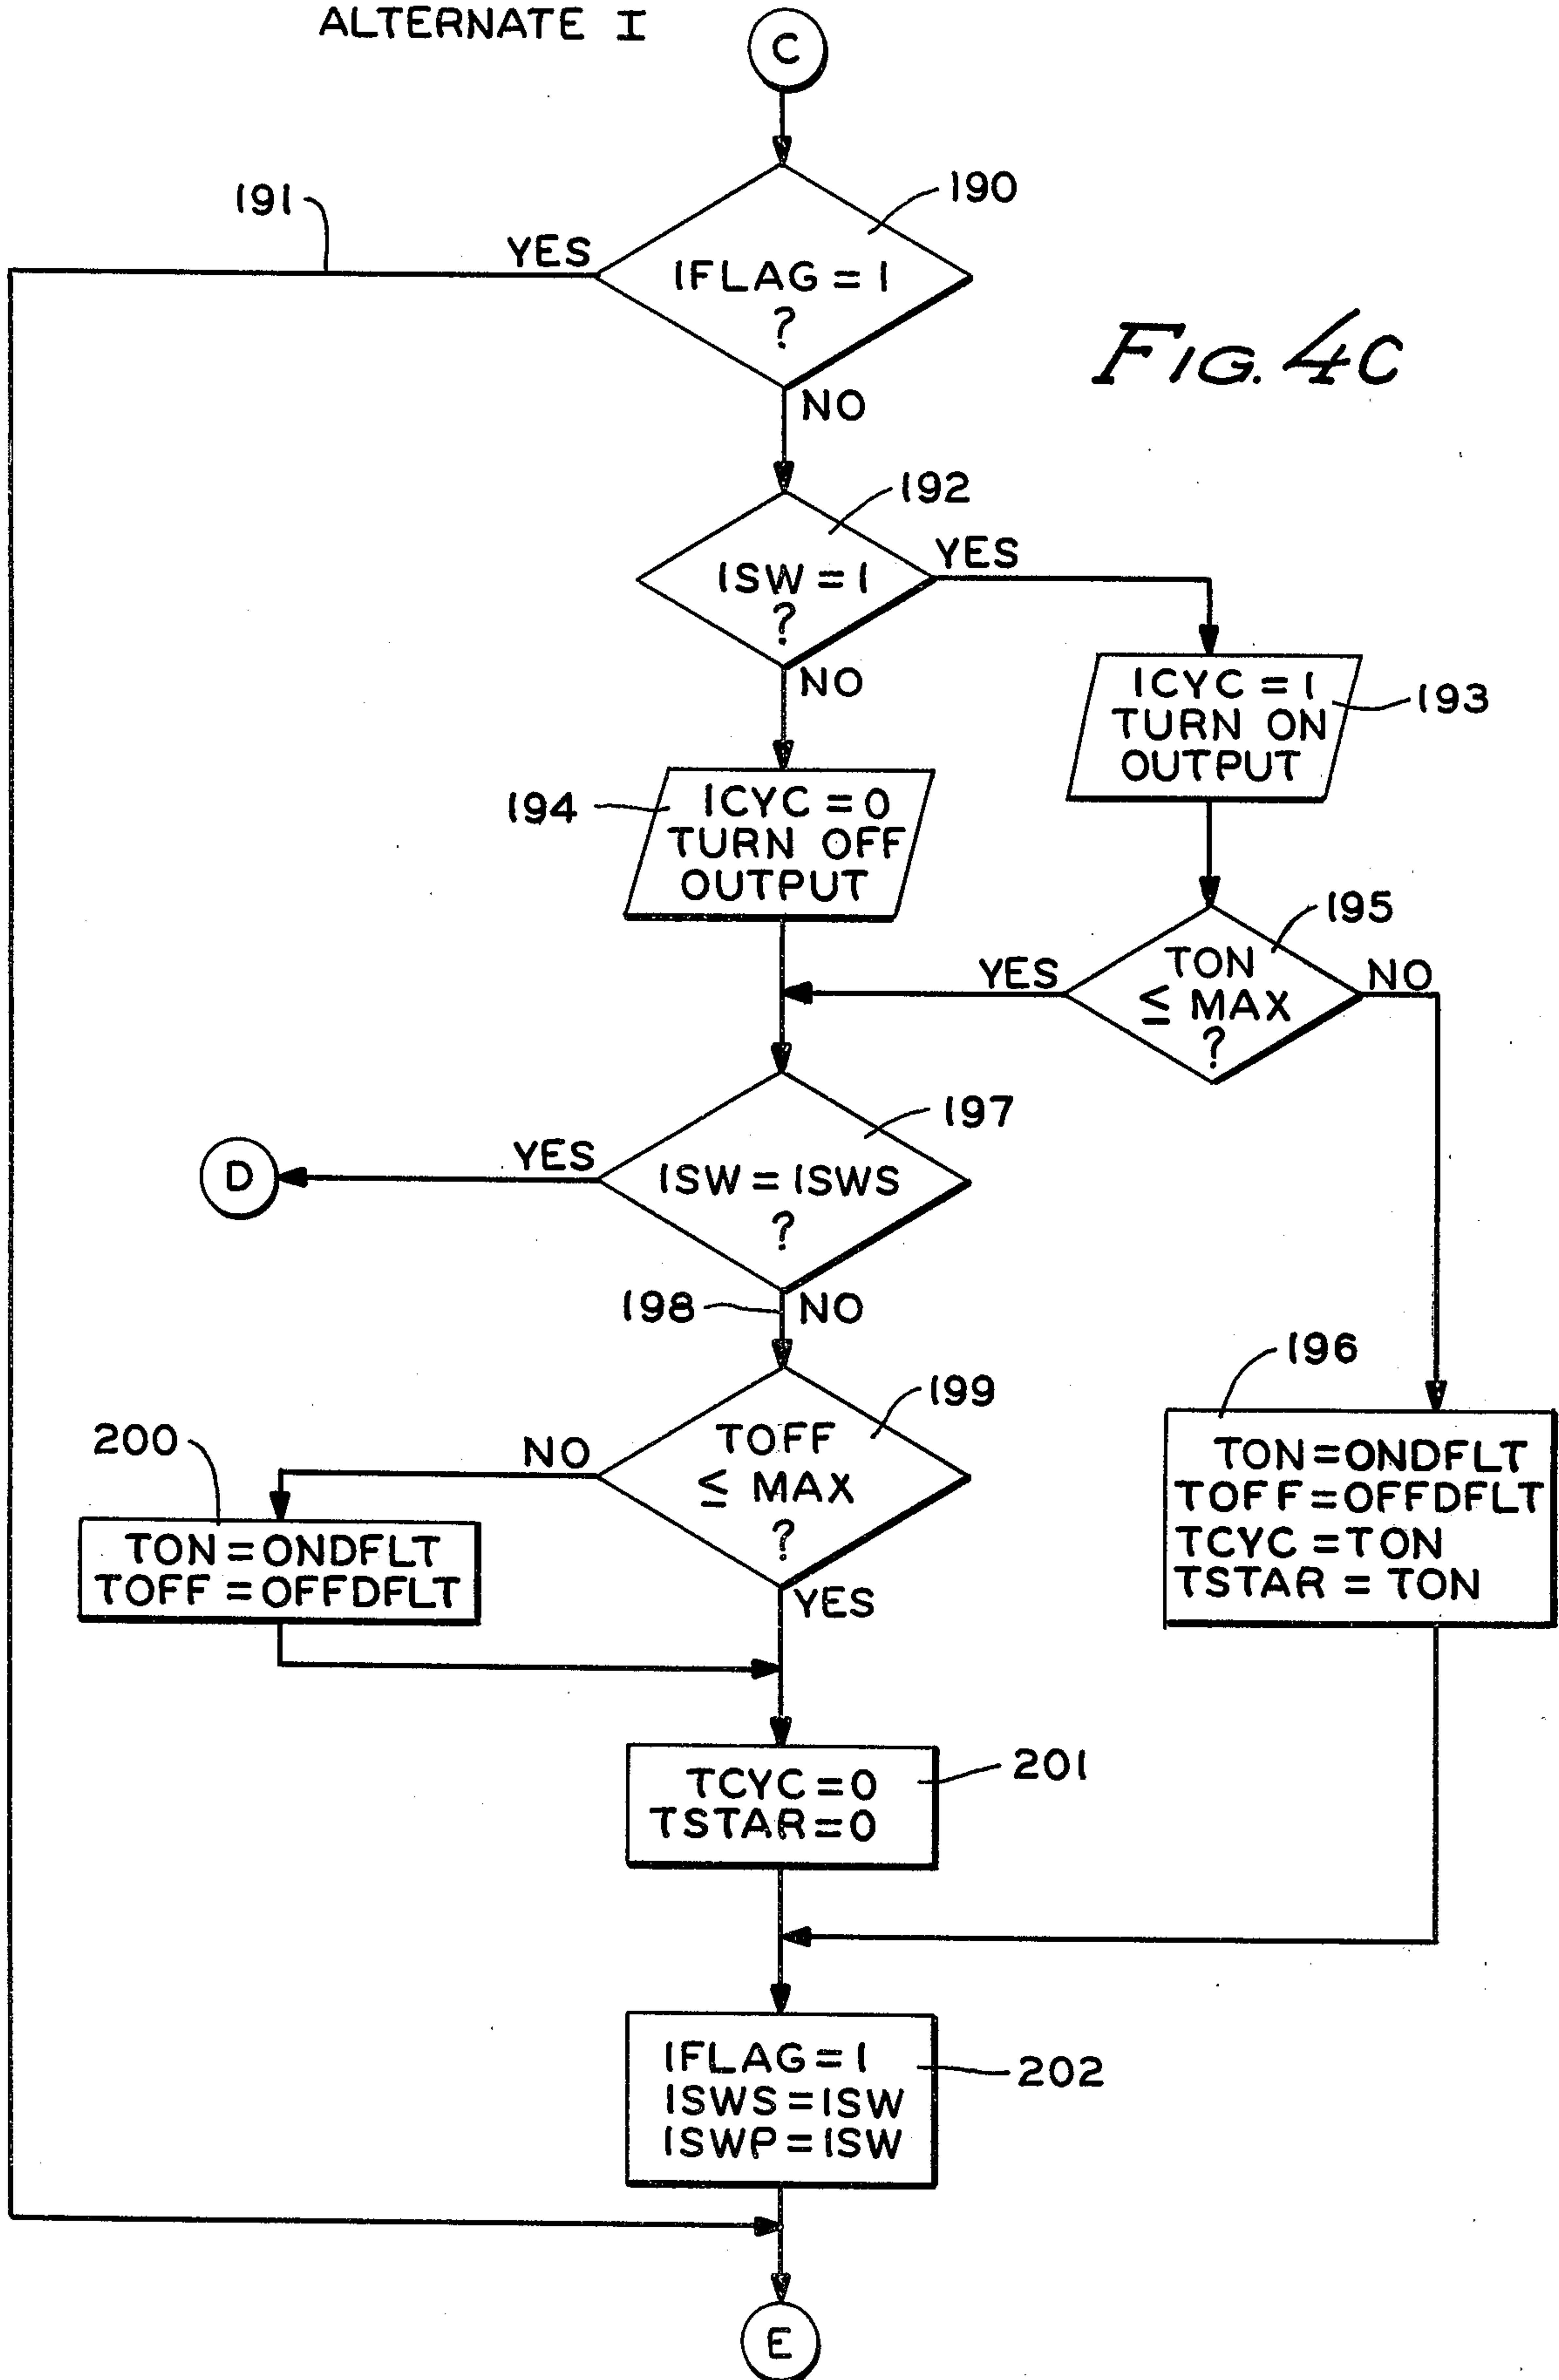 ALTERNATE I
C
190
191
YES
IFLAG = 1
?
FIG. 4C
NO
192
YES
ISW = 1
?
NO
ICYC = 1
TURN ON
OUTPUT
193
194
ICYC = 0
TURN OFF
OUTPUT
195
YES
TON
≤ MAX
?
NO
197
D
YES
ISW = ISWS
?
198
NO
196
199
200
NO
TOFF
≤ MAX
?
TON = ONDFLT
TOFF = OFFDFLT
TCYC = TON
TSTAR = TON
TON = ONDFLT
TOFF = OFFDFLT
YES
TCYC = 0
TSTAR = 0
201
IFLAG = 1
ISWS = ISW
ISWP = ISW
202
E